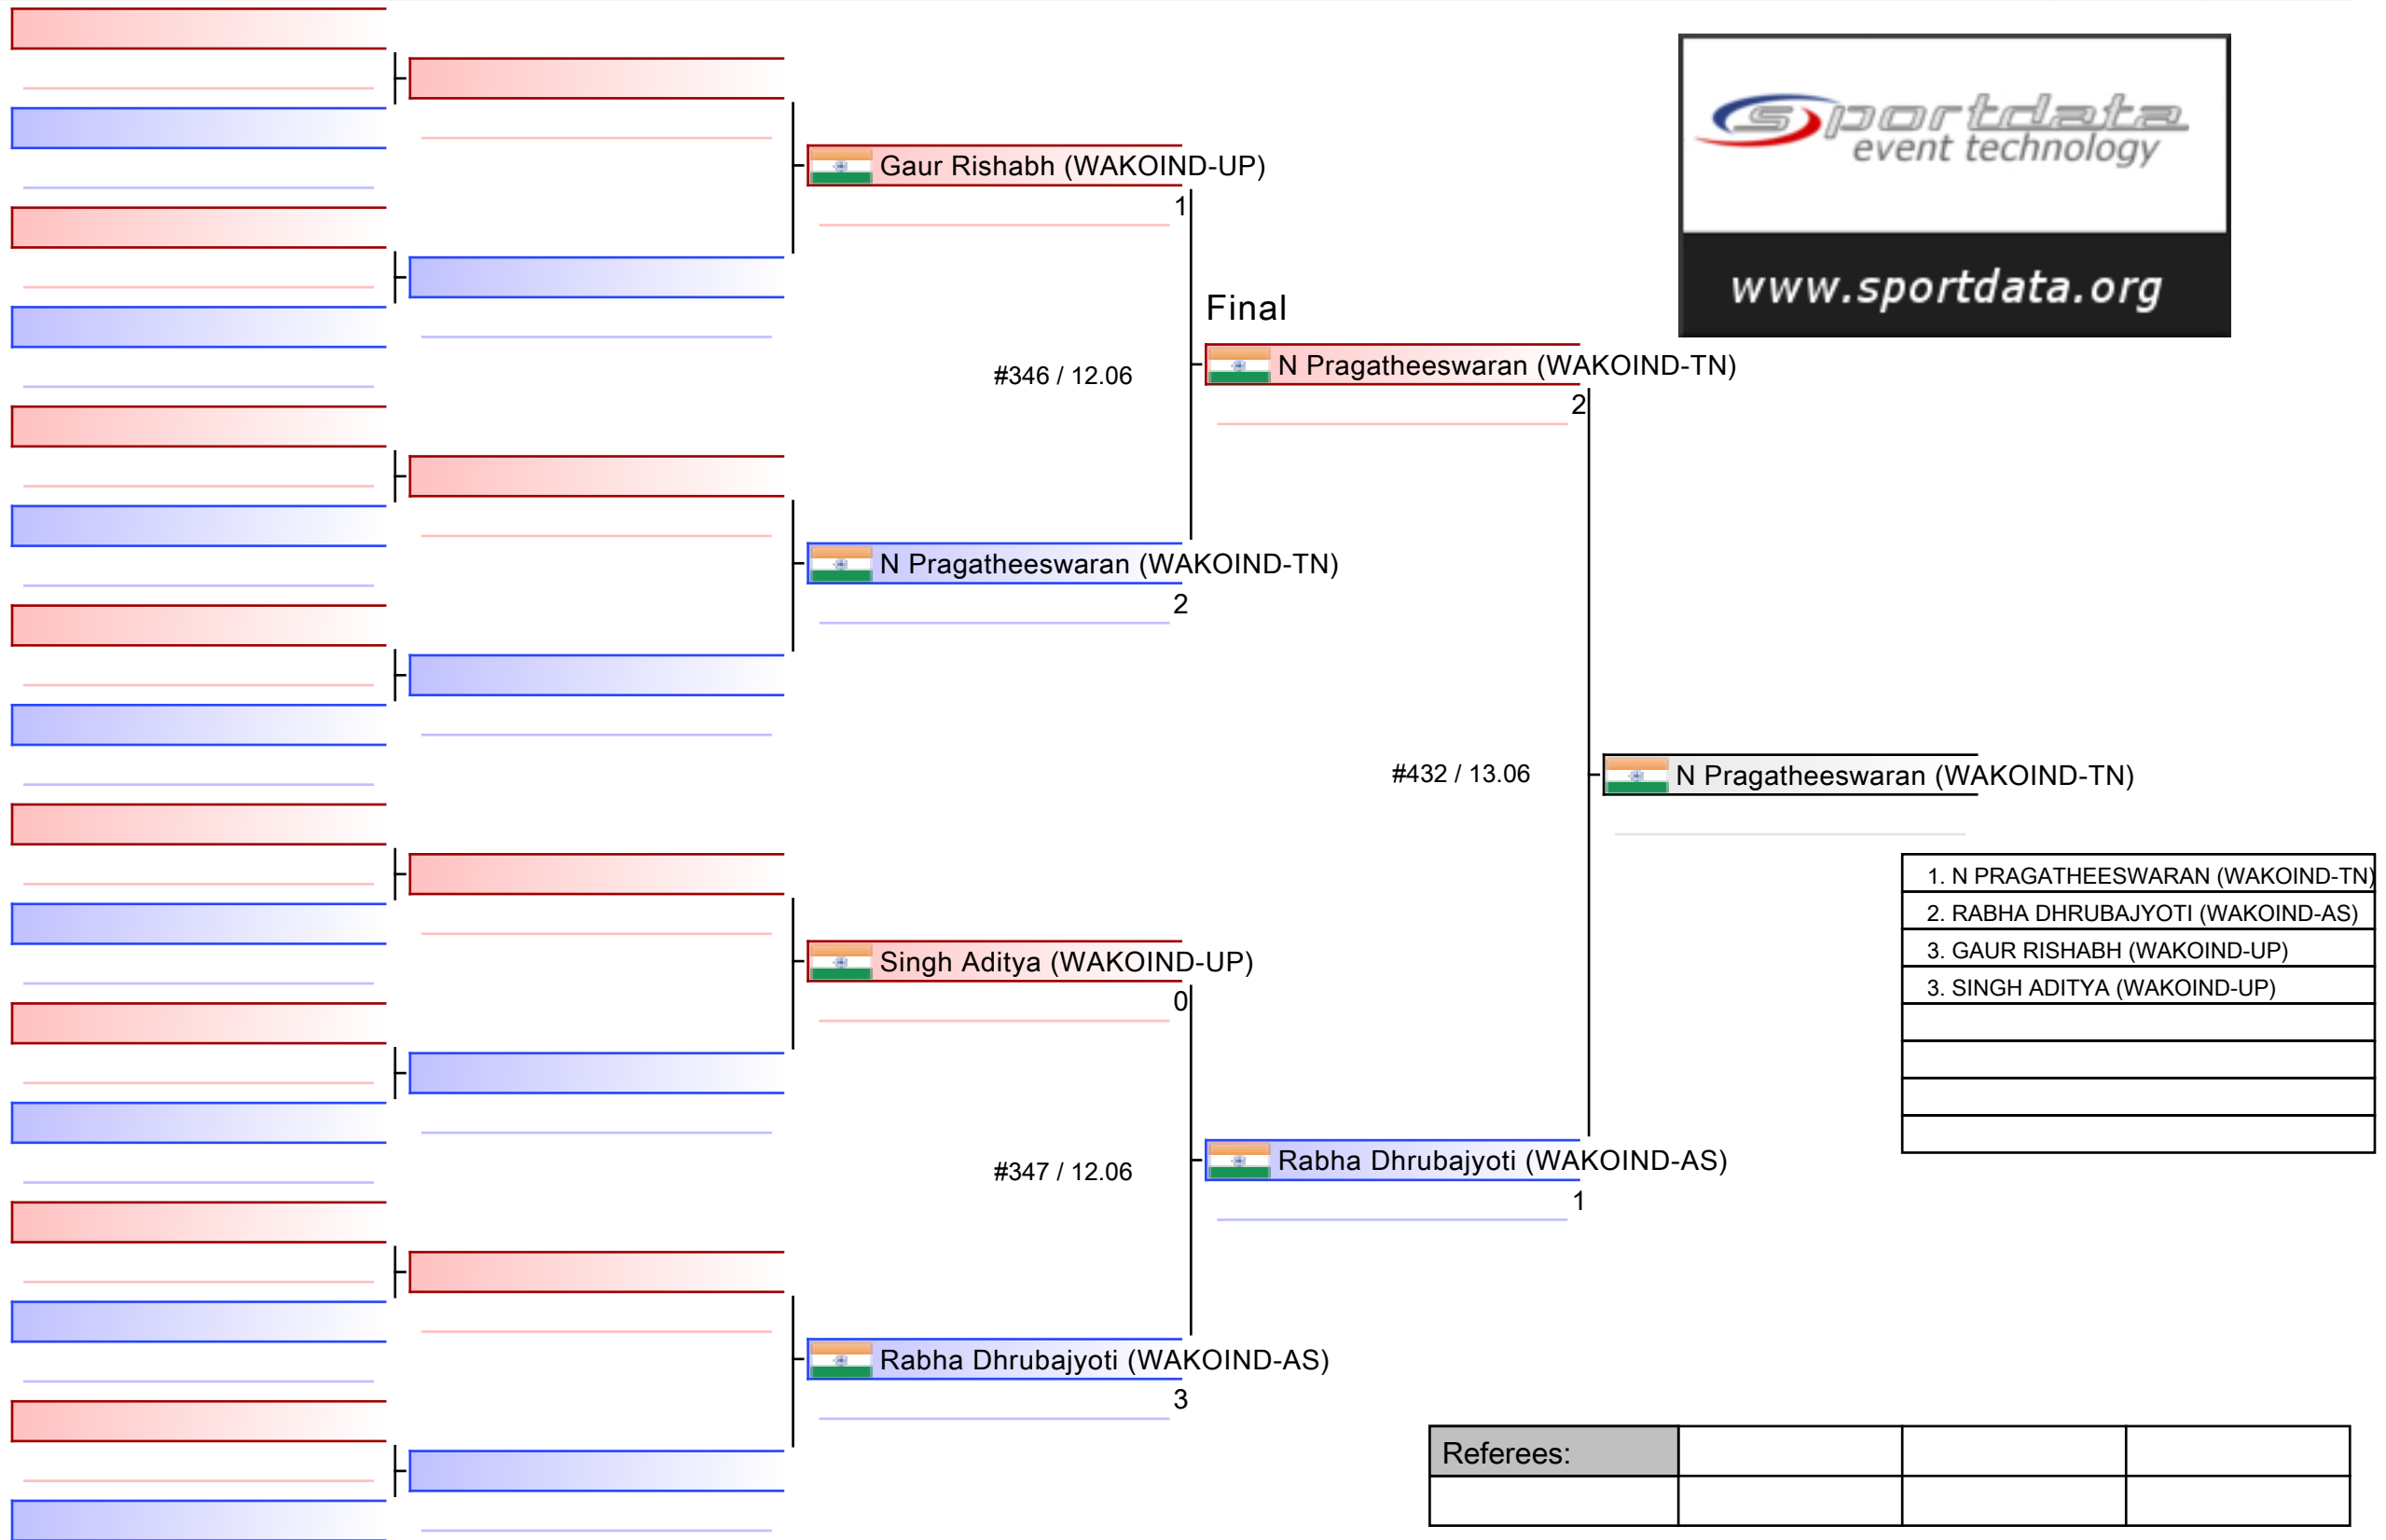 sportdata
event technology
www.sportdata.org
Gaur Rishabh (WAKOIND-UP)
1
Final
#346 / 12.06
N Pragatheeswaran (WAKOIND-TN)
2
N Pragatheeswaran (WAKOIND-TN)
2
#432 / 13.06
N Pragatheeswaran (WAKOIND-TN)
1. N PRAGATHEESWARAN (WAKOIND-TN)
2. RABHA DHRUBAJYOTI (WAKOIND-AS)
3. GAUR RISHABH (WAKOIND-UP)
3. SINGH ADITYA (WAKOIND-UP)
Singh Aditya (WAKOIND-UP)
0
#347 / 12.06
Rabha Dhrubajyoti (WAKOIND-AS)
1
Rabha Dhrubajyoti (WAKOIND-AS)
3
Referees: